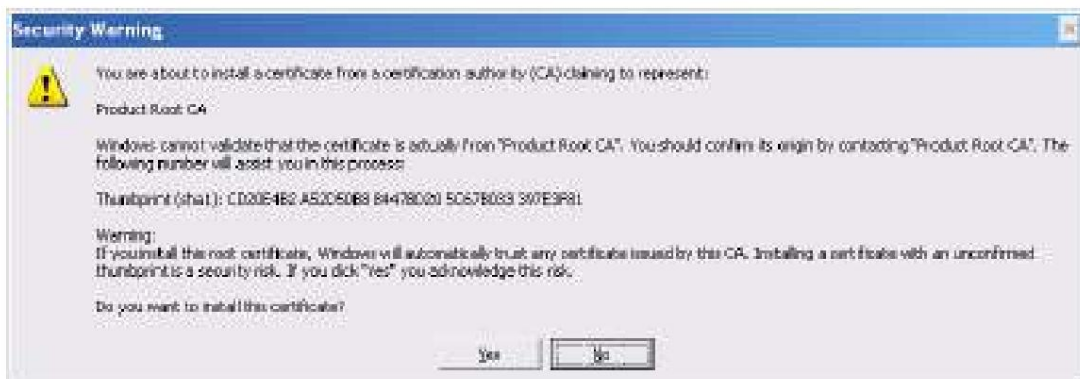 Security Warning
You are about to install a certificate from a certification authority (CA) claiming to represent:
Product Root CA
Windows cannot validate that the certificate is actually from "Product Root CA". You should confirm its origin by contacting "Product Root CA". The
following number will assist you in this process:
Thumbprint (sha1):
Warning:
If you install this root certificate, Windows will automatically trust any certificate issued by this CA. Installing a certificate with an unconfirmed
thumbprint is a security risk. If you click "Yes" you acknowledge this risk.
Do you want to install this certificate?
Yes
No